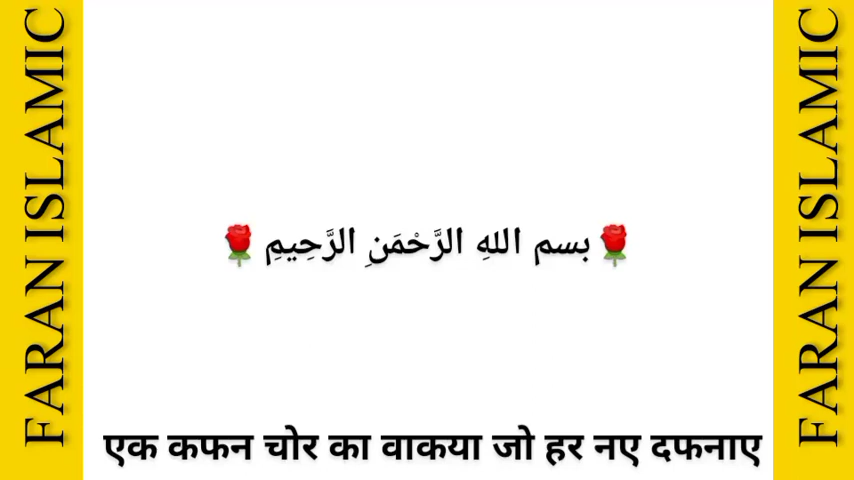 FARAN ISLAMIC
🌹بسم اللهِ الرَّحْمَنِ الرَّحِيمِ🌹
एक कफन चोर का वाकया जो हर नए दफनाए
FARAN ISLAMIC